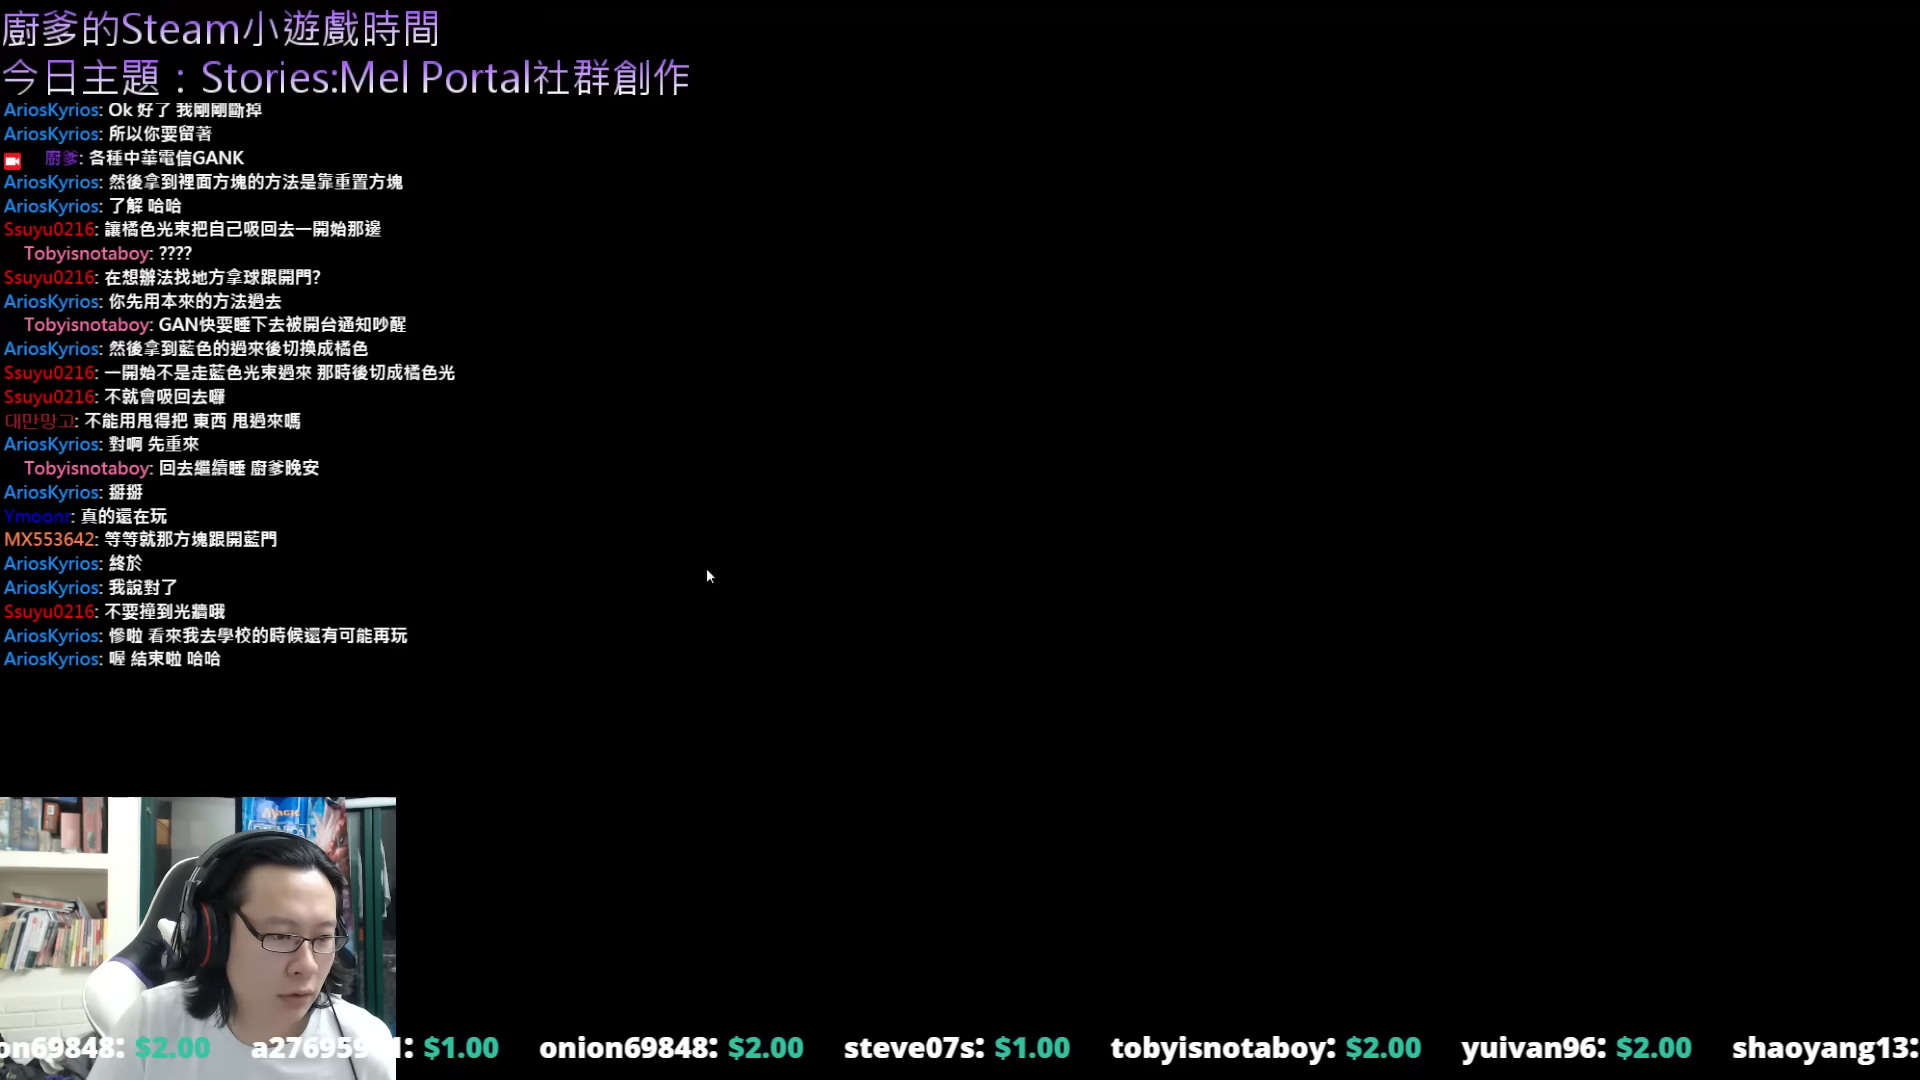 廚爹的Steam小遊戲時間
今日主題：Stories:Mel Portal社群創作
AriosKyrios: Ok 好了 我剛剛斷掉
AriosKyrios: 所以你要留著
廚爹: 各種中華電信GANK
AriosKyrios: 然後拿到裡面方塊的方法是靠重置方塊
AriosKyrios: 了解 哈哈
Ssuyu0216: 讓橘色光束把自己吸回去一開始那邊
Tobyisnotaboy: ????
Ssuyu0216: 在想辦法找地方拿球跟開門?
AriosKyrios: 你先用本來的方法過去
Tobyisnotaboy: GAN快要睡下去被開台通知吵醒
AriosKyrios: 然後拿到藍色的過來後切換成橘色
Ssuyu0216: 一開始不是走藍色光束過來 那時後切成橘色光
Ssuyu0216: 不就會吸回去囉
대만망고: 不能用甩得把 東西 甩過來嗎
AriosKyrios: 對啊 先重來
Tobyisnotaboy: 回去繼續睡 廚爹晚安
AriosKyrios: 掰掰
Ymoonr: 真的還在玩
MX553642: 等等就那方塊跟開藍門
AriosKyrios: 終於
AriosKyrios: 我說對了
Ssuyu0216: 不要撞到光牆哦
AriosKyrios: 慘啦 看來我去學校的時候還有可能再玩
AriosKyrios: 喔 結束啦 哈哈
MAGIC
on69848: $2.00 a27695 1: $1.00 onion69848: $2.00 steve07s: $1.00 tobyisnotaboy: $2.00 yuivan96: $2.00 shaoyang13: